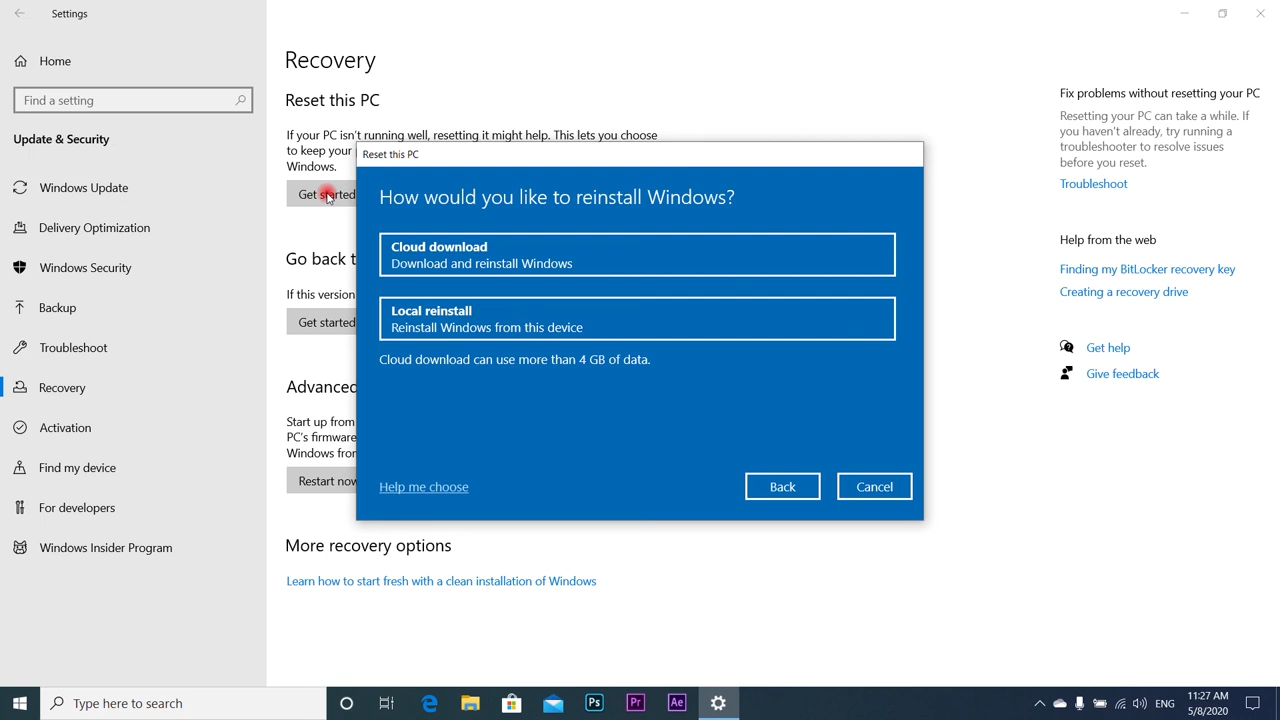 Settings
Home
Find a setting
Update & Security
Windows Update
Delivery Optimization
Windows Security
Backup
Troubleshoot
Recovery
Activation
Find my device
For developers
Windows Insider Program
Recovery
Reset this PC
If your PC isn't running well, resetting it might help. This lets you choose
to keep your
Windows.
Get started
Go back t
If this version
Get started
Advanced
Start up from
PC's firmware
Windows from
Restart now
More recovery options
Learn how to start fresh with a clean installation of Windows
Reset this PC
How would you like to reinstall Windows?
Cloud download
Download and reinstall Windows
Local reinstall
Reinstall Windows from this device
Cloud download can use more than 4 GB of data.
Help me choose
Back
Cancel
Fix problems without resetting your PC
Resetting your PC can take a while. If
you haven't already, try running a
troubleshooter to resolve issues
before you reset.
Troubleshoot
Help from the web
Finding my BitLocker recovery key
Creating a recovery drive
Get help
Give feedback
Type here to search
Ps
Pr
Ae
ENG
11:27 AM
5/8/2020